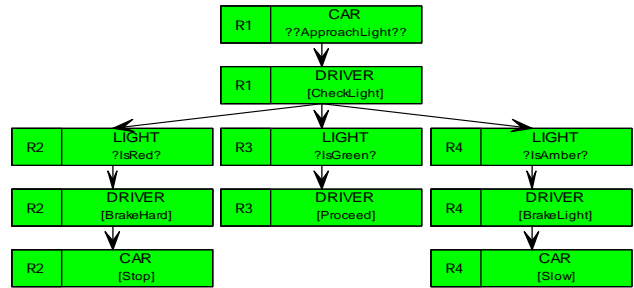 R1 CAR
??ApproachLight??
R1 DRIVER
[CheckLight]
R2 LIGHT
?IsRed?
R3 LIGHT
?IsGreen?
R4 LIGHT
?IsAmber?
R2 DRIVER
[BrakeHard]
R3 DRIVER
[Proceed]
R4 DRIVER
[BrakeLight]
R2 CAR
[Stop]
R4 CAR
[Slow]